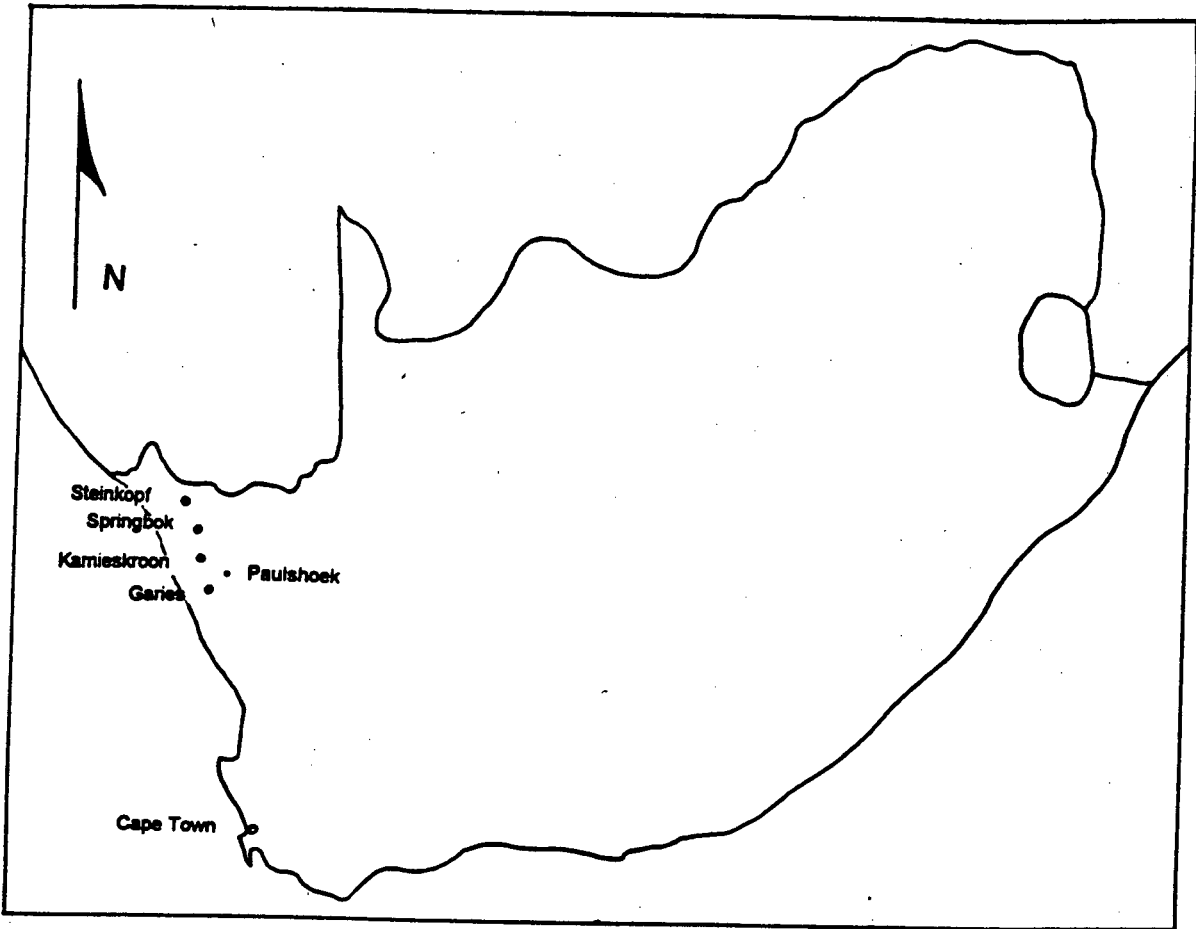 N
Steinkopf
Springbok
Kamieskroon
Paulshoek
Garies
Cape Town